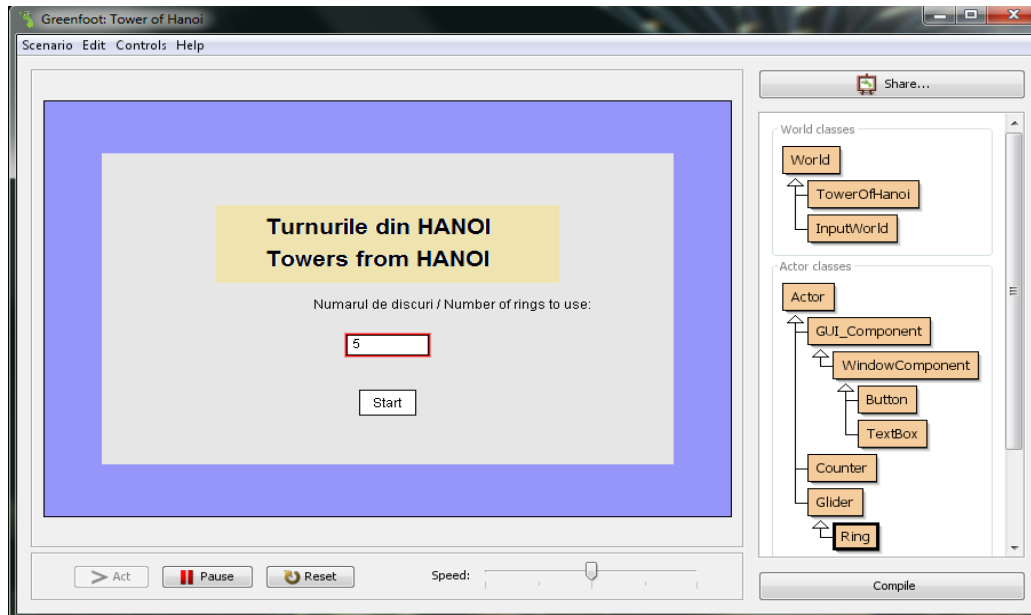 Greenfoot: Tower of Hanoi
Scenario Edit Controls Help
Turnurile din HANOI
Towers from HANOI
Numarul de discuri / Number of rings to use:
5
Start
Act
Pause
Reset
Speed:
Share...
World classes
World
TowerOfHanoi
InputWorld
Actor classes
Actor
GUI_Component
WindowComponent
Button
TextBox
Counter
Glider
Ring
Compile